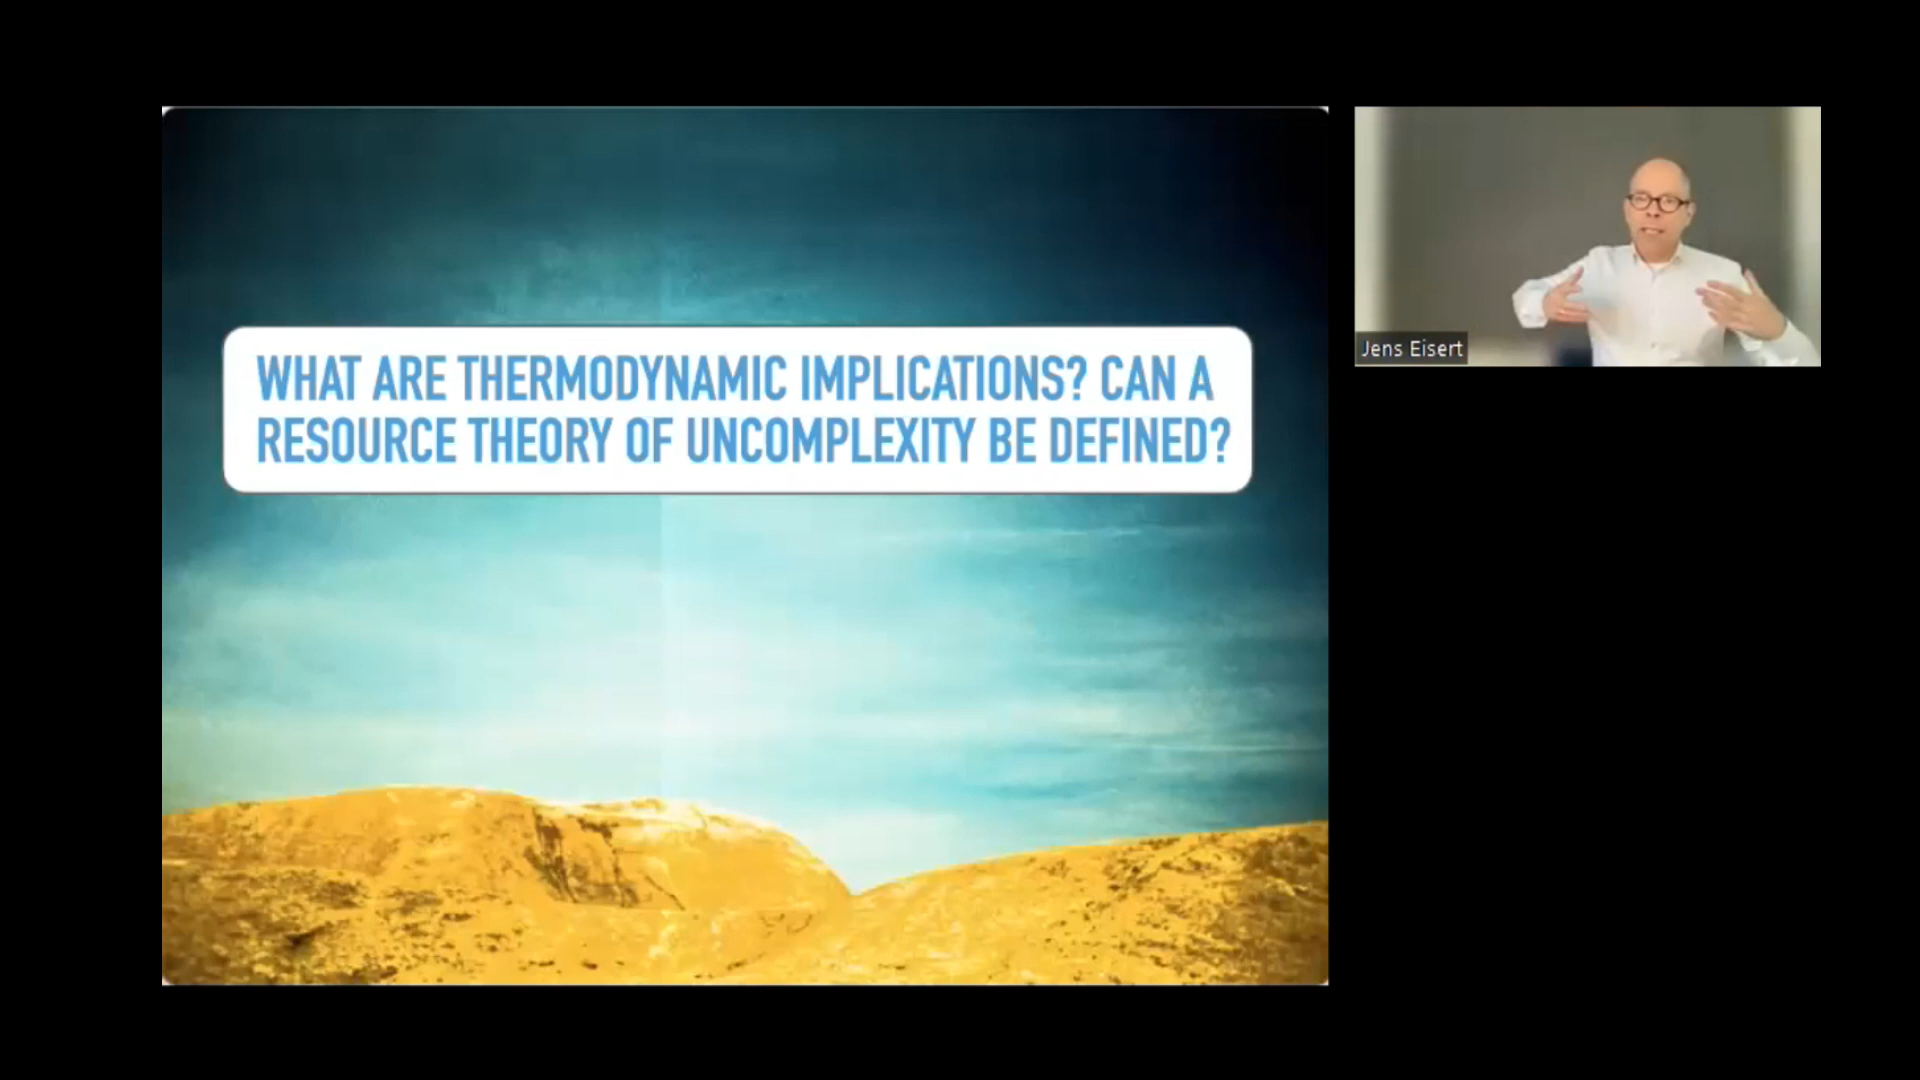 WHAT ARE THERMODYNAMIC IMPLICATIONS? CAN A
RESOURCE THEORY OF UNCOMPLEXITY BE DEFINED?
Jens Eisert